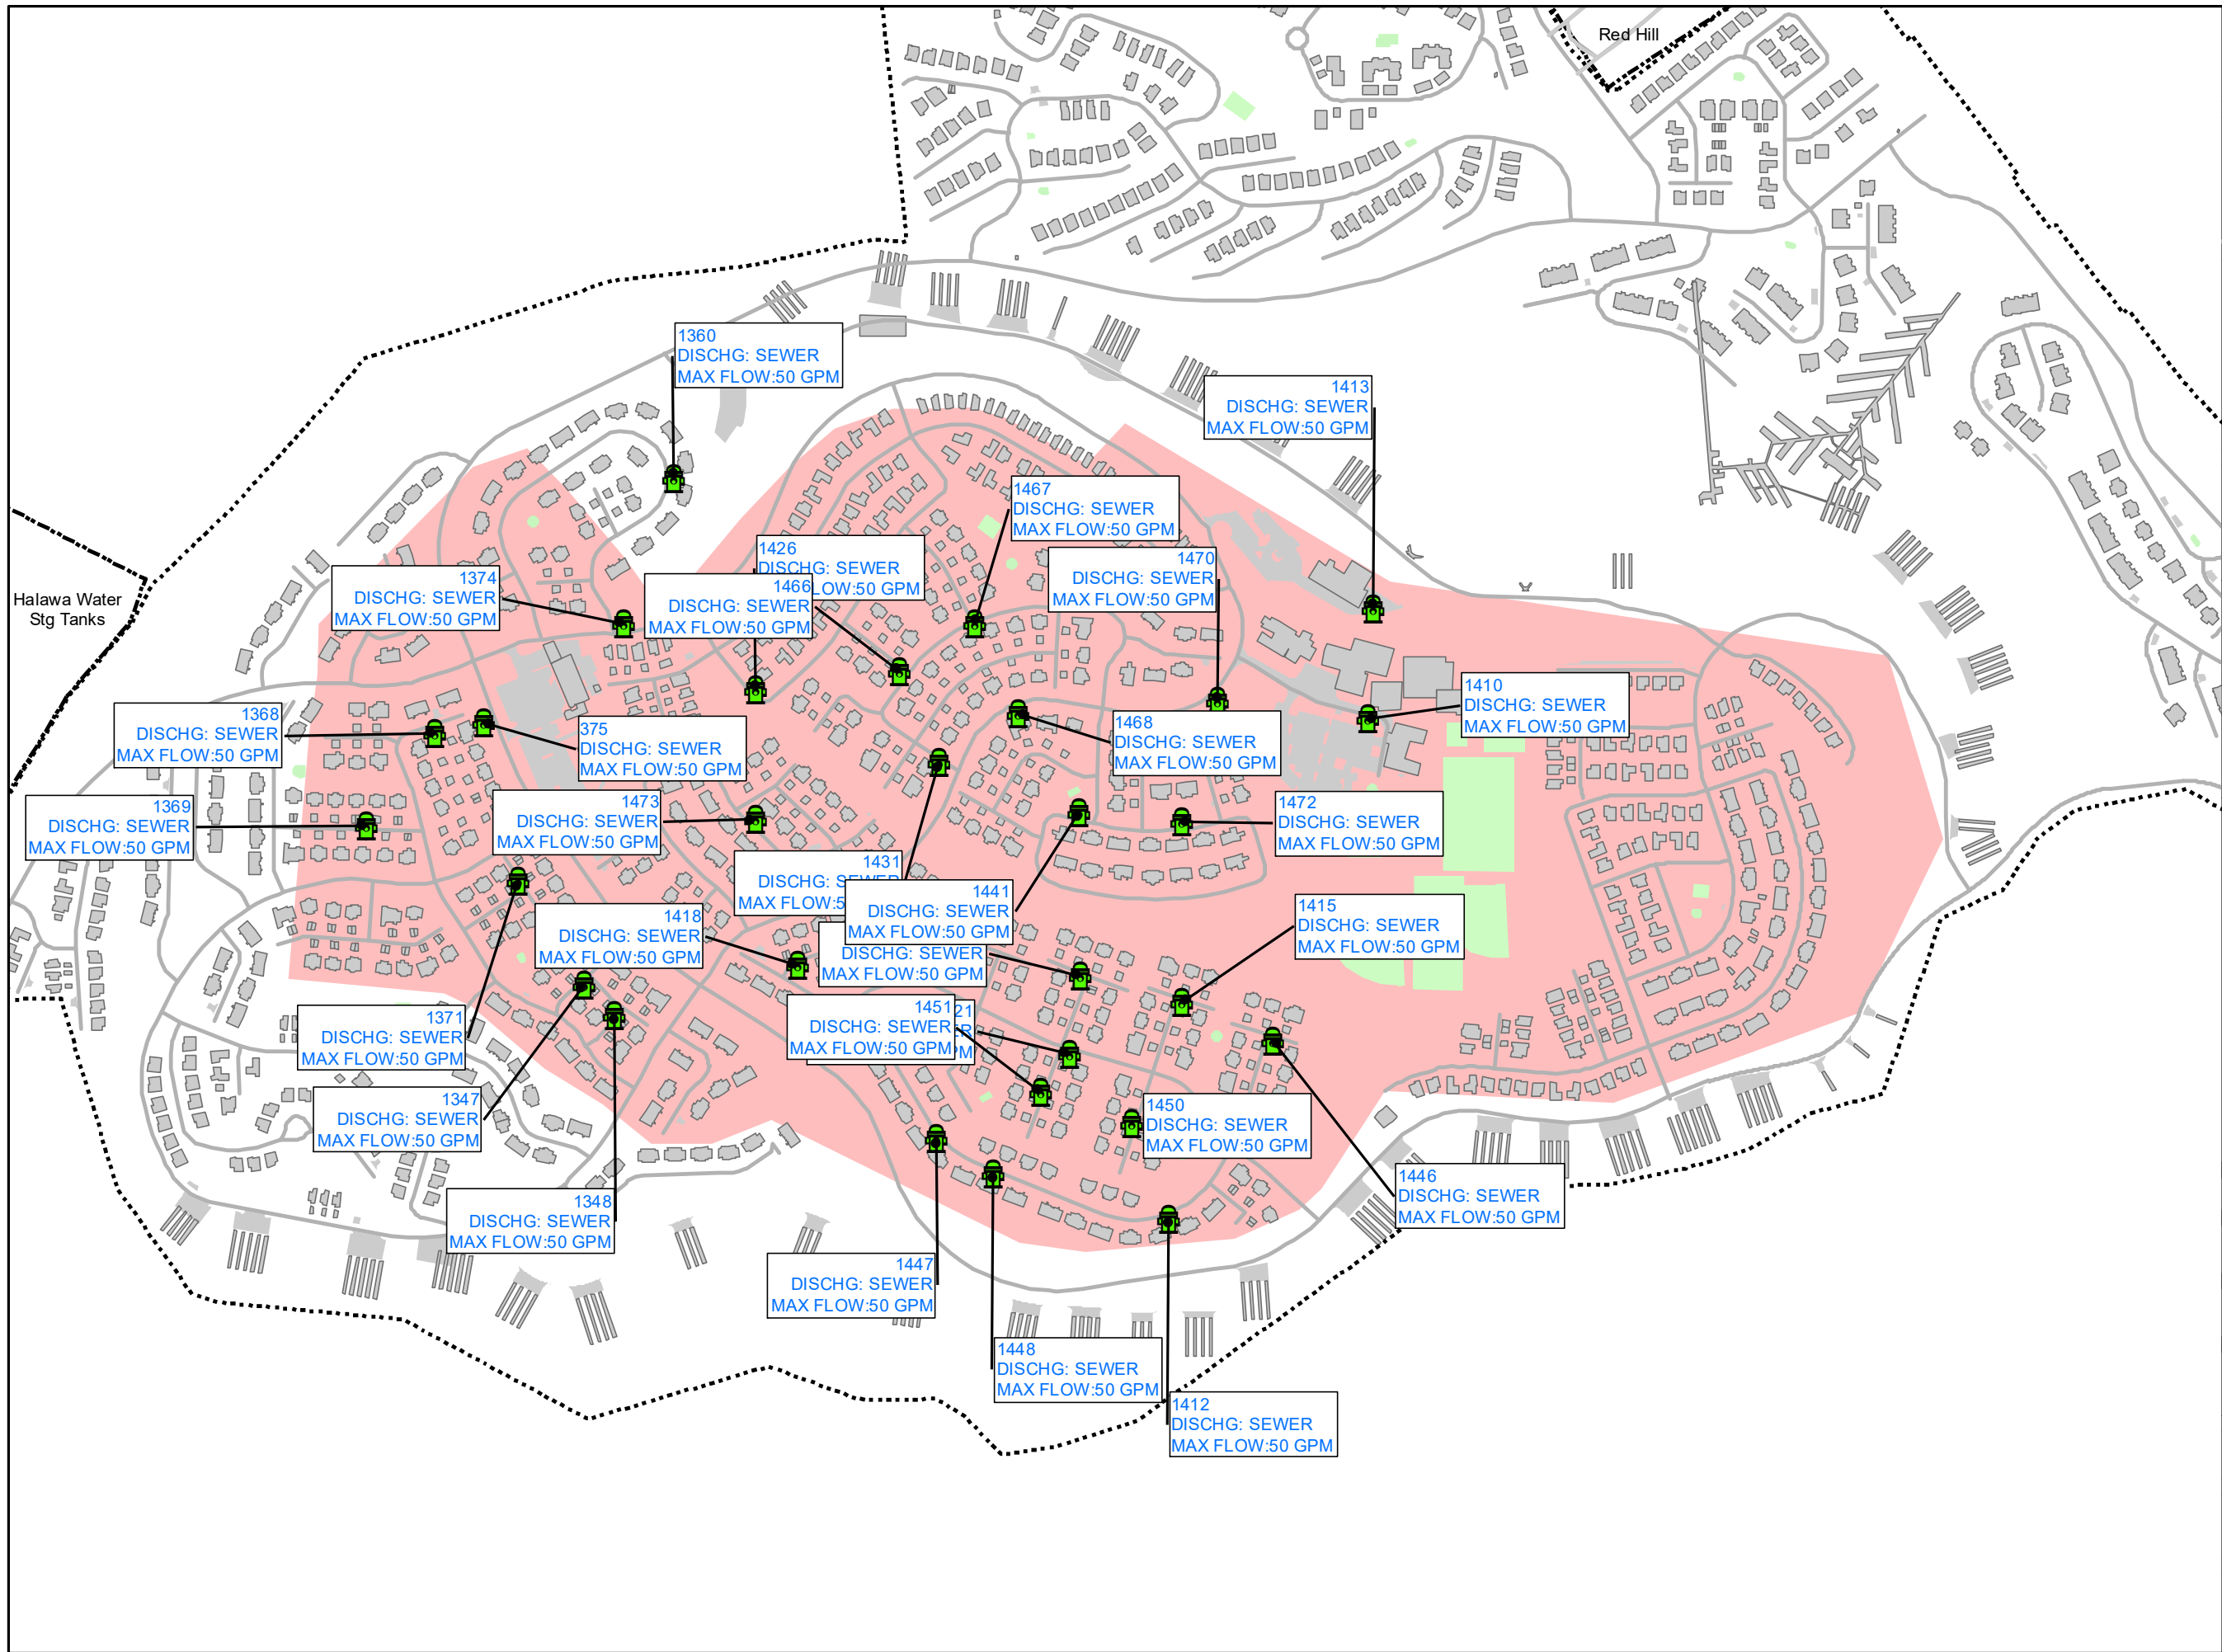 Red Hill
1360
DISCHG: SEWER
MAX FLOW:50 GPM
1413
DISCHG: SEWER
MAX FLOW:50 GPM
1467
DISCHG: SEWER
MAX FLOW:50 GPM
1426
DISCHG: SEWER
LOW:50 GPM
1470
DISCHG: SEWER
MAX FLOW:50 GPM
1374
DISCHG: SEWER
MAX FLOW:50 GPM
1466
DISCHG: SEWER
MAX FLOW:50 GPM
Halawa Water
Stg Tanks
1410
DISCHG: SEWER
MAX FLOW:50 GPM
1368
DISCHG: SEWER
MAX FLOW:50 GPM
375
DISCHG: SEWER
MAX FLOW:50 GPM
1468
DISCHG: SEWER
MAX FLOW:50 GPM
1369
DISCHG: SEWER
MAX FLOW:50 GPM
1473
DISCHG: SEWER
MAX FLOW:50 GPM
1472
DISCHG: SEWER
MAX FLOW:50 GPM
1431
DISCHG: SEWER
MAX FLOW:5
1441
DISCHG: SEWER
MAX FLOW:50 GPM
1418
DISCHG: SEWER
MAX FLOW:50 GPM
DISCHG: SEWER
MAX FLOW:50 GPM
1415
DISCHG: SEWER
MAX FLOW:50 GPM
1371
DISCHG: SEWER
MAX FLOW:50 GPM
1451
DISCHG: SEWER
MAX FLOW:50 GPM
21
R
PM
1347
DISCHG: SEWER
MAX FLOW:50 GPM
1450
DISCHG: SEWER
MAX FLOW:50 GPM
1446
DISCHG: SEWER
MAX FLOW:50 GPM
1348
DISCHG: SEWER
MAX FLOW:50 GPM
1447
DISCHG: SEWER
MAX FLOW:50 GPM
1448
DISCHG: SEWER
MAX FLOW:50 GPM
1412
DISCHG: SEWER
MAX FLOW:50 GPM